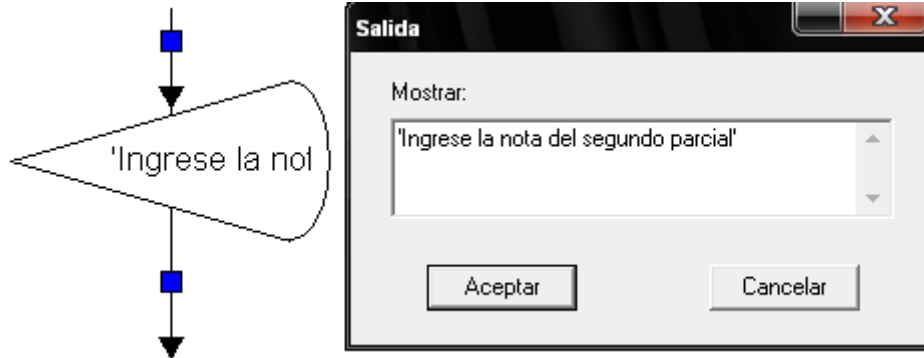 'Ingrese la not
Salida
Mostrar:
'Ingrese la nota del segundo parcial'
Aceptar
Cancelar